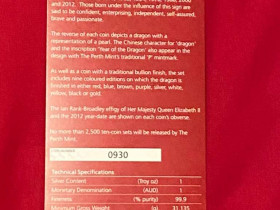 and 2012. Those born under the influence of this sign are
said to be confident, enterprising, independent, self-assured,
brave and passionate.
The reverse of each coin depicts a dragon with a
representation of a pearl. The Chinese character for 'dragon'
and the inscription 'Year of the Dragon' also appear in
the design with The Perth Mint's traditional 'P' mintmark.
As well as a coin with a traditional bullion finish, the set
includes nine coloured editions on which the dragon is
featured in either red, blue, brown, purple, silver, white,
yellow, black or gold.
The Ian Rank-Broadley effigy of Her Majesty Queen Elizabeth II
and the 2012 year-date are shown on each coin's obverse.
No more than 2,500 ten-coin sets will be released by The
Perth Mint.
0930
Technical Specifications
Silver Content (Troy oz) 1
Monetary Denomination (AUD) 1
Fineness (% purity) 99.9
Minimum Gross Weight (g) 31.135